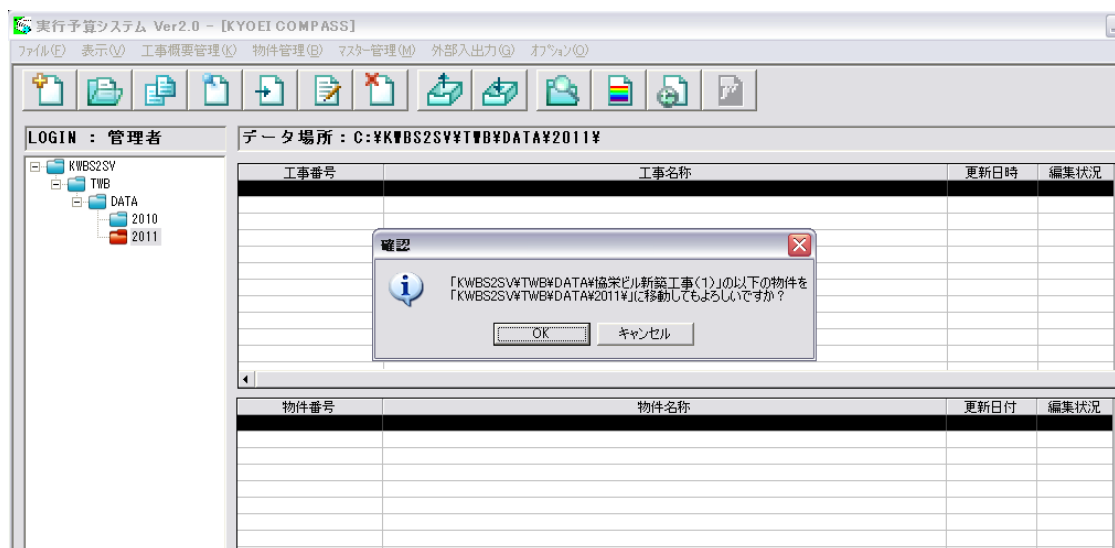 実行予算システム Ver2.0 - [KYOEI COMPASS]
ファイル(F) 表示(V) 工事概要管理(K) 物件管理(B) マスター管理(M) 外部入出力(G) オプション(O)
LOGIN : 管理者
データ場所:C:¥KWBS2SV¥TWB¥DATA¥2011¥
KWBS2SV
TWB
DATA
2010
2011
工事番号 工事名称 更新日時 編集状況
確認
「KWBS2SV¥TWB¥DATA¥協栄ビル新築工事(1)」の以下の物件を
「KWBS2SV¥TWB¥DATA¥2011¥」に移動してもよろしいですか?
OK キャンセル
物件番号 物件名称 更新日付 編集状況